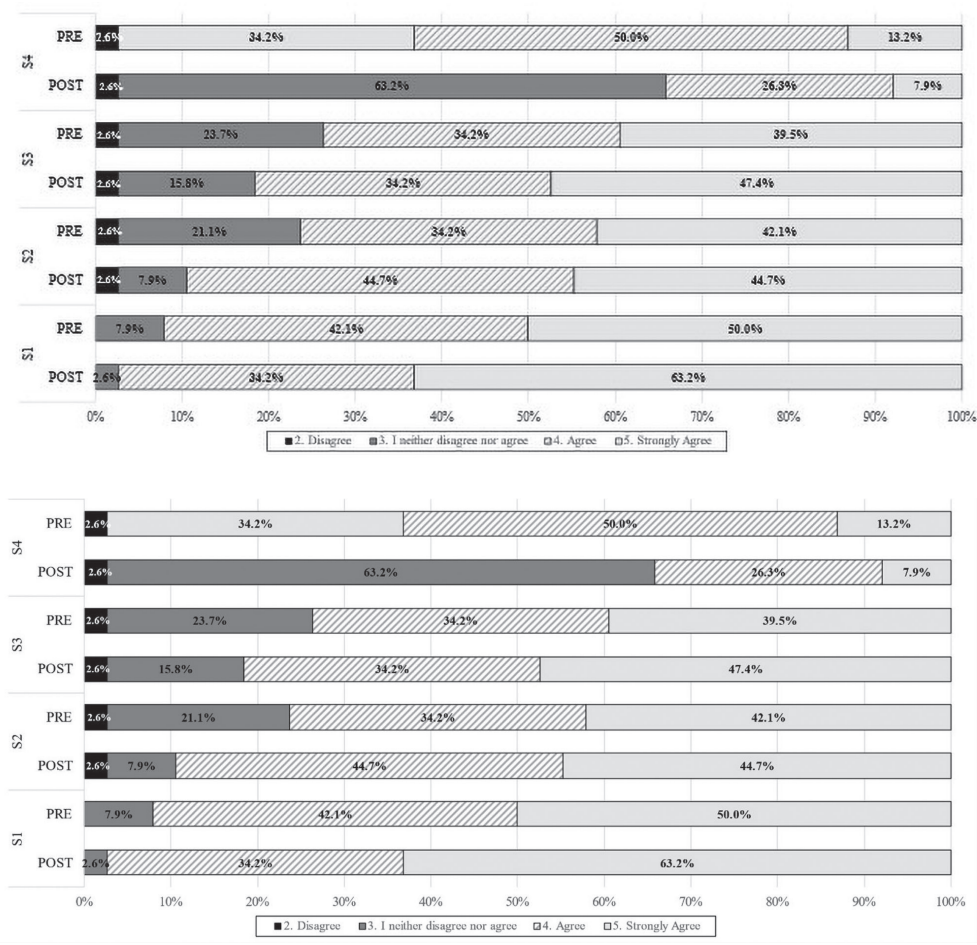 S4
PRE 2.6% 34.2% 50.0% 13.2%
POST 2.6% 63.2% 26.3% 7.9%
S3
PRE 2.6% 23.7% 34.2% 39.5%
POST 2.6% 15.8% 34.2% 47.4%
S2
PRE 2.6% 21.1% 34.2% 42.1%
POST 2.6% 7.9% 44.7% 44.7%
S1
PRE 7.9% 42.1% 50.0%
POST 2.6% 34.2% 63.2%
0% 10% 20% 30% 40% 50% 60% 70% 80% 90% 100%
2. Disagree 3. I neither disagree nor agree 4. Agree 5. Strongly Agree
S4
PRE 2.6% 34.2% 50.0% 13.2%
POST 2.6% 63.2% 26.3% 7.9%
S3
PRE 2.6% 23.7% 34.2% 39.5%
POST 2.6% 15.8% 34.2% 47.4%
S2
PRE 2.6% 21.1% 34.2% 42.1%
POST 2.6% 7.9% 44.7% 44.7%
S1
PRE 7.9% 42.1% 50.0%
POST 2.6% 34.2% 63.2%
0% 10% 20% 30% 40% 50% 60% 70% 80% 90% 100%
2. Disagree 3. I neither disagree nor agree 4. Agree 5. Strongly Agree